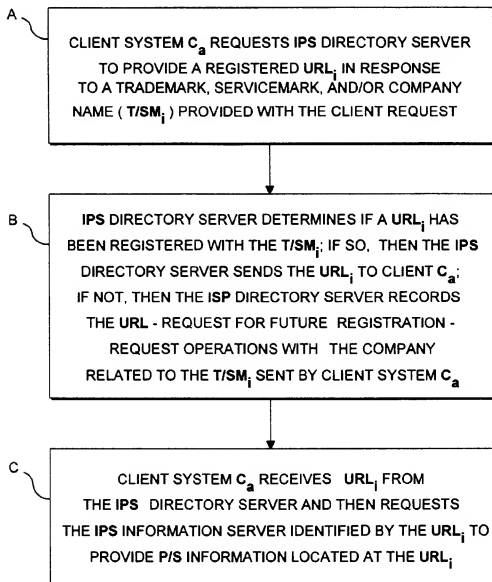 A
CLIENT SYSTEM Ca REQUESTS IPS DIRECTORY SERVER
TO PROVIDE A REGISTERED URLi IN RESPONSE
TO A TRADEMARK, SERVICEMARK, AND/OR COMPANY
NAME ( T/SMi ) PROVIDED WITH THE CLIENT REQUEST
B
IPS DIRECTORY SERVER DETERMINES IF A URLi HAS
BEEN REGISTERED WITH THE T/SMi; IF SO, THEN THE IPS
DIRECTORY SERVER SENDS THE URLi TO CLIENT Ca;
IF NOT, THEN THE ISP DIRECTORY SERVER RECORDS
THE URL - REQUEST FOR FUTURE REGISTRATION -
REQUEST OPERATIONS WITH THE COMPANY
RELATED TO THE T/SMi SENT BY CLIENT SYSTEM Ca
C
CLIENT SYSTEM Ca RECEIVES URLi FROM
THE IPS DIRECTORY SERVER AND THEN REQUESTS
THE IPS INFORMATION SERVER IDENTIFIED BY THE URLi TO
PROVIDE P/S INFORMATION LOCATED AT THE URLi